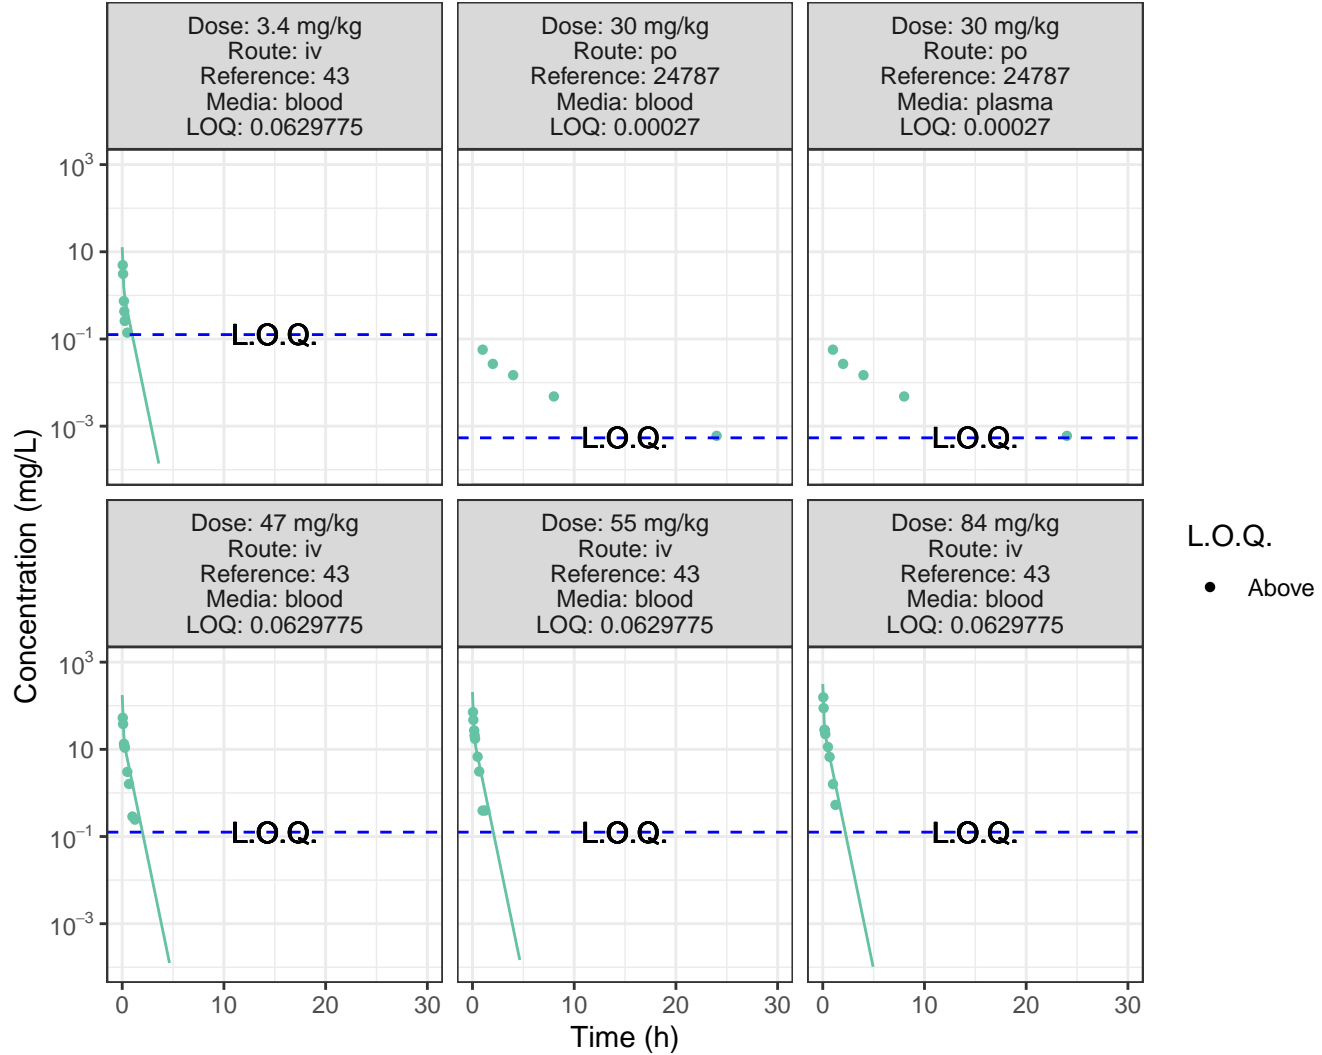 Dose: 3.4 mg/kg
Route: iv
Reference: 43
Media: blood
LOQ: 0.0629775
Dose: 30 mg/kg
Route: po
Reference: 24787
Media: blood
LOQ: 0.00027
Dose: 30 mg/kg
Route: po
Reference: 24787
Media: plasma
LOQ: 0.00027
10³
10
10⁻¹
10⁻³
L.O.Q.
L.O.Q.
L.O.Q.
Concentration (mg/L)
Dose: 47 mg/kg
Route: iv
Reference: 43
Media: blood
LOQ: 0.0629775
Dose: 55 mg/kg
Route: iv
Reference: 43
Media: blood
LOQ: 0.0629775
Dose: 84 mg/kg
Route: iv
Reference: 43
Media: blood
LOQ: 0.0629775
10³
10
10⁻¹
10⁻³
L.O.Q.
L.O.Q.
L.O.Q.
0 10 20 30
0 10 20 30
0 10 20 30
Time (h)
L.O.Q.
Above